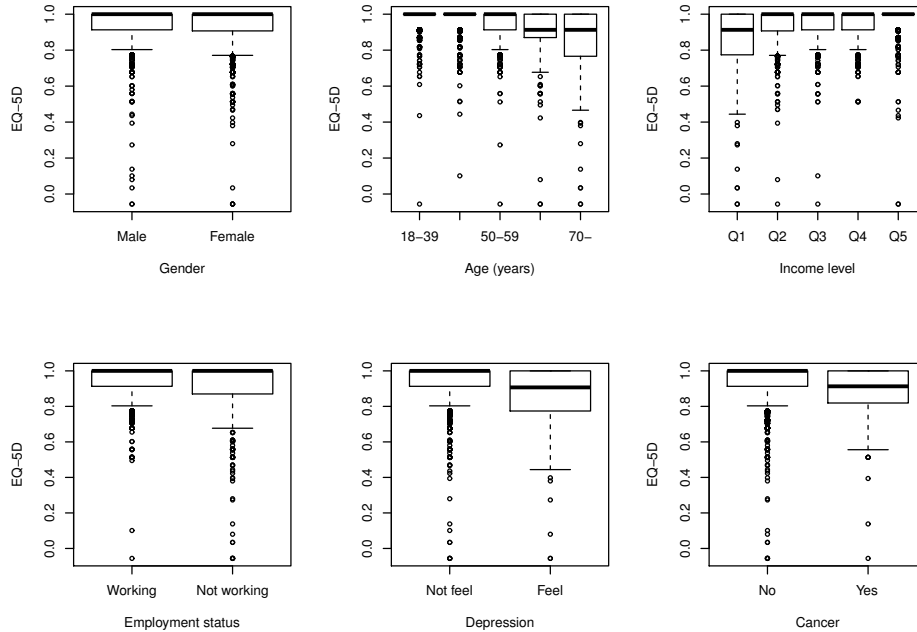 EQ−5D
0.0 0.2 0.4 0.6 0.8 1.0
Male Female
Gender
EQ−5D
0.0 0.2 0.4 0.6 0.8 1.0
18−39 50−59 70−
Age (years)
EQ−5D
0.0 0.2 0.4 0.6 0.8 1.0
Q1 Q2 Q3 Q4 Q5
Income level
EQ−5D
0.0 0.2 0.4 0.6 0.8 1.0
Working Not working
Employment status
EQ−5D
0.0 0.2 0.4 0.6 0.8 1.0
Not feel Feel
Depression
EQ−5D
0.0 0.2 0.4 0.6 0.8 1.0
No Yes
Cancer